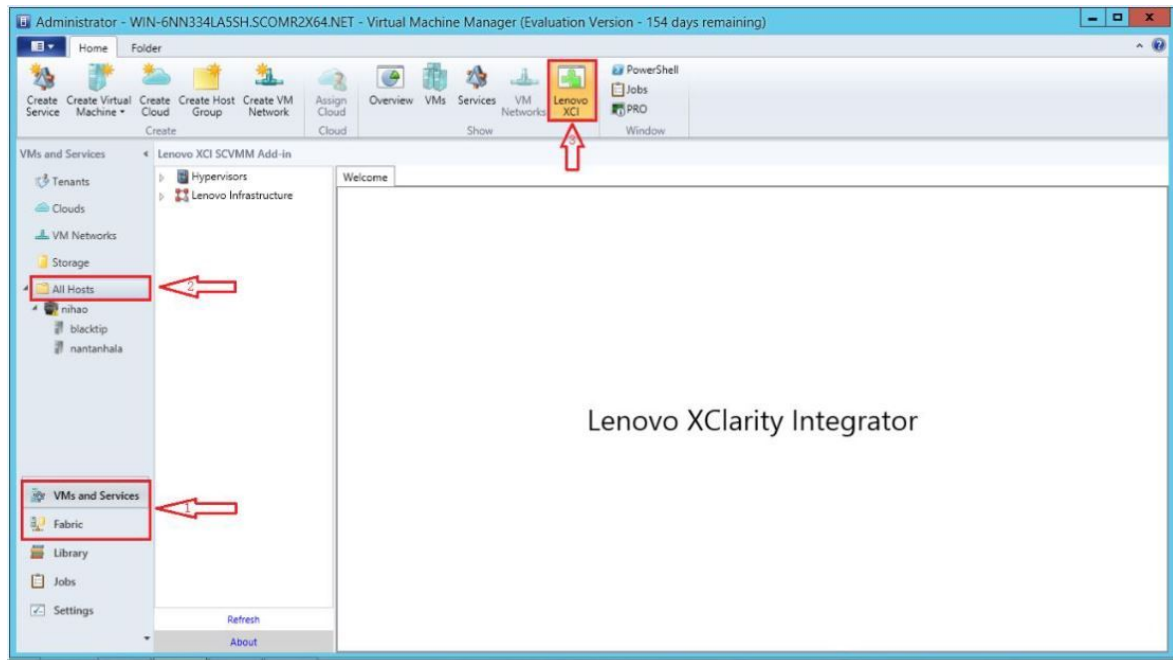 Administrator - WIN-6NN334LA5SH.SCOMR2X64.NET - Virtual Machine Manager (Evaluation Version - 154 days remaining)
Home Folder
Create Service
Create Virtual Machine
Create Cloud
Create Host Group
Create VM Network
Assign Cloud
Overview
VMs
Services
VM Networks
Lenovo XCI
PowerShell
Jobs
PRO
Create
Cloud
Show
Window
3
VMs and Services
Lenovo XCI SCVMM Add-in
Tenants
Clouds
VM Networks
Storage
All Hosts
2
nihao
blacktip
nantanhala
Hypervisors
Lenovo Infrastructure
Welcome
Lenovo XClarity Integrator
VMs and Services
1
Fabric
Library
Jobs
Settings
Refresh
About